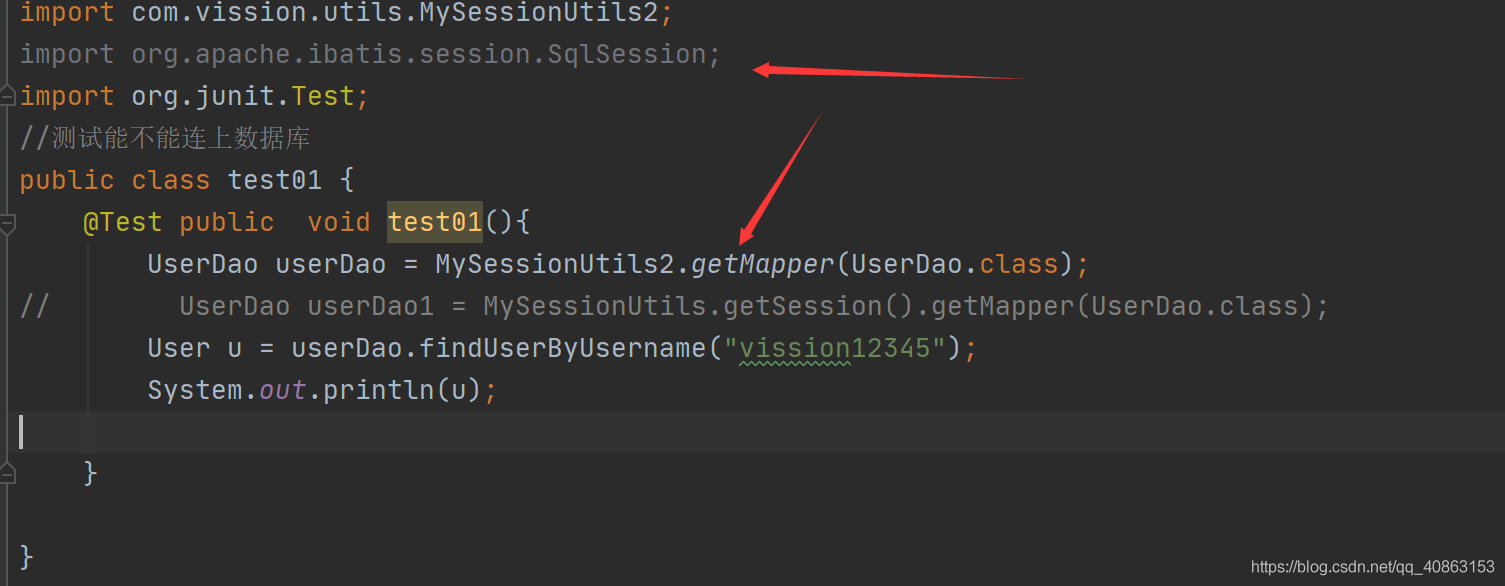 import com.vission.utils.MySessionUtils2;
import org.apache.ibatis.session.SqlSession;
import org.junit.Test;
//测试能不能连上数据库
public class test01 {
    @Test public  void test01(){
        UserDao userDao = MySessionUtils2.getMapper(UserDao.class);
//        UserDao userDao1 = MySessionUtils.getSession().getMapper(UserDao.class);
        User u = userDao.findUserByUsername("vission12345");
        System.out.println(u);
    }
}
https://blog.csdn.net/qq_40863153